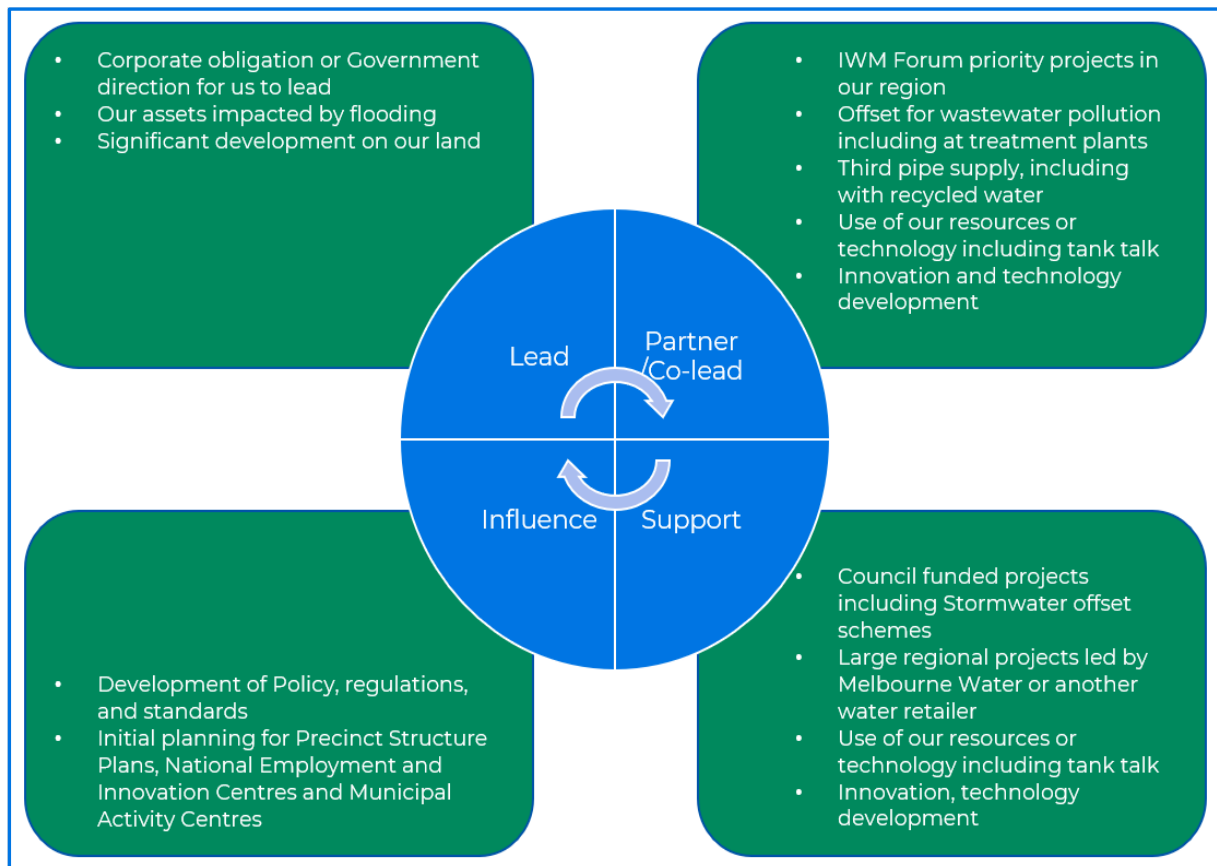 • Corporate obligation or Government
direction for us to lead
• Our assets impacted by flooding
• Significant development on our land
• IWM Forum priority projects in
our region
• Offset for wastewater pollution
including at treatment plants
• Third pipe supply, including
with recycled water
• Use of our resources or
technology including tank talk
• Innovation and technology
development
Lead
Partner
/Co-lead
Influence
Support
• Development of Policy, regulations,
and standards
• Initial planning for Precinct Structure
Plans, National Employment and
Innovation Centres and Municipal
Activity Centres
• Council funded projects
including Stormwater offset
schemes
• Large regional projects led by
Melbourne Water or another
water retailer
• Use of our resources or
technology including tank talk
• Innovation, technology
development